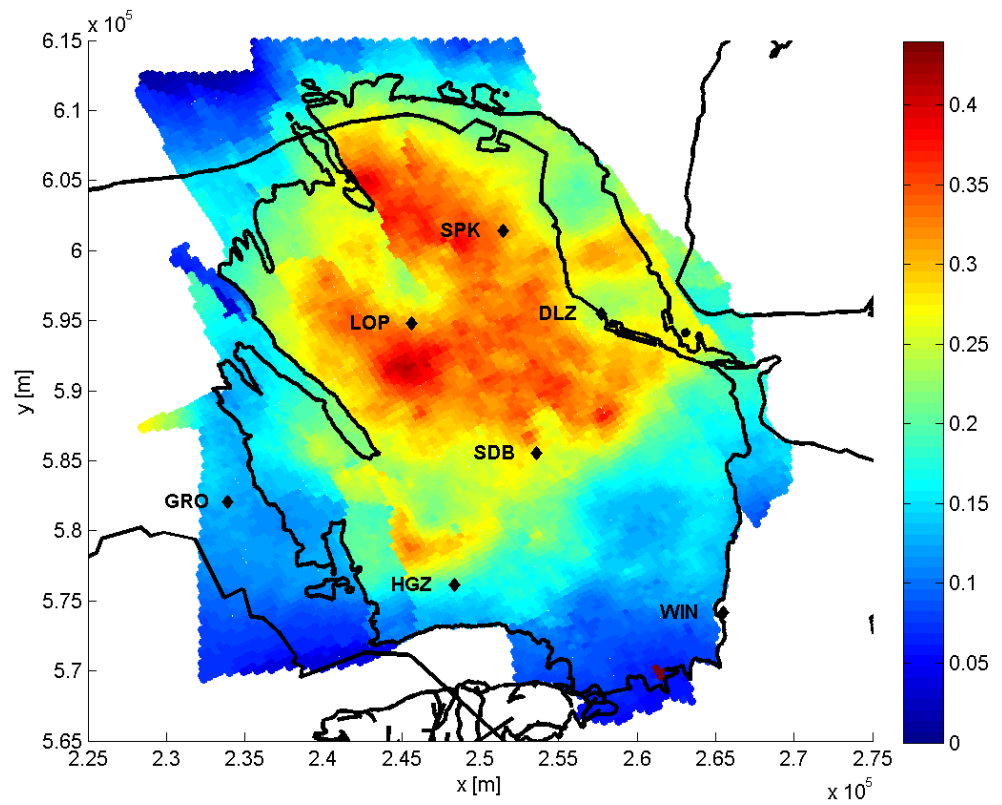 x 10^5
6.15
6.1
6.05
6
5.95
5.9
5.85
5.8
5.75
5.7
5.65
y [m]
SPK
LOP
DLZ
SDB
GRO
HGZ
WIN
2.25 2.3 2.35 2.4 2.45 2.5 2.55 2.6 2.65 2.7 2.75
x [m]
x 10^5
0.4
0.35
0.3
0.25
0.2
0.15
0.1
0.05
0